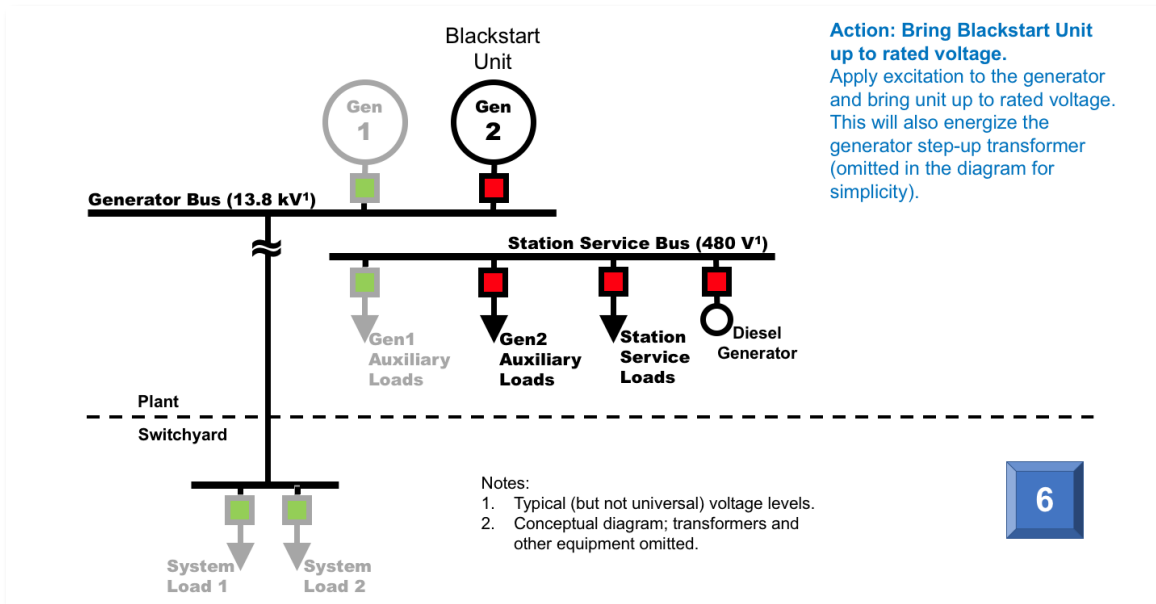 Blackstart
Unit
Action: Bring Blackstart Unit
up to rated voltage.
Apply excitation to the generator
and bring unit up to rated voltage.
This will also energize the
generator step-up transformer
(omitted in the diagram for
simplicity).
Gen
1
Gen
2
Generator Bus (13.8 kV¹)
Station Service Bus (480 V¹)
Gen1
Auxiliary
Loads
Gen2
Auxiliary
Loads
Station
Service
Loads
Diesel
Generator
Plant
Switchyard
Notes:
1. Typical (but not universal) voltage levels.
2. Conceptual diagram; transformers and
other equipment omitted.
6
System
Load 1
System
Load 2